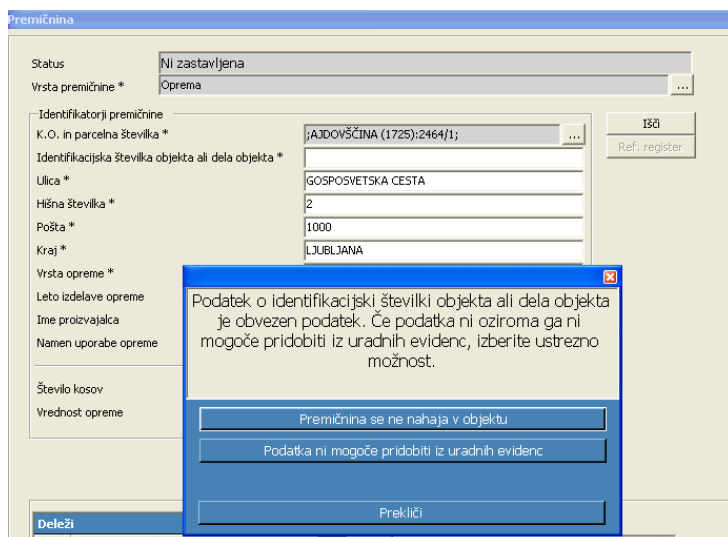 Premičnina
Status Ni zastavljena
Vrsta premičnine * Oprema ...
Identifikatorji premičnine
K.O. in parcelna številka * ;AJDOVŠČINA (1725):2464/1; ... Išči
Identifikacijska številka objekta ali dela objekta * Ref. register
Ulica * GOSPOSVETSKA CESTA
Hišna številka * 2
Pošta * 1000
Kraj * LJUBLJANA
Vrsta opreme *
Leto izdelave opreme
Ime proizvajalca
Namen uporabe opreme
Število kosov
Vrednost opreme
Podatek o identifikacijski številki objekta ali dela objekta
je obvezen podatek. Če podatka ni oziroma ga ni
mogoče pridobiti iz uradnih evidenc, izberite ustrezno
možnost.
Premičnina se ne nahaja v objektu
Podatka ni mogoče pridobiti iz uradnih evidenc
Prekliči
Deleži